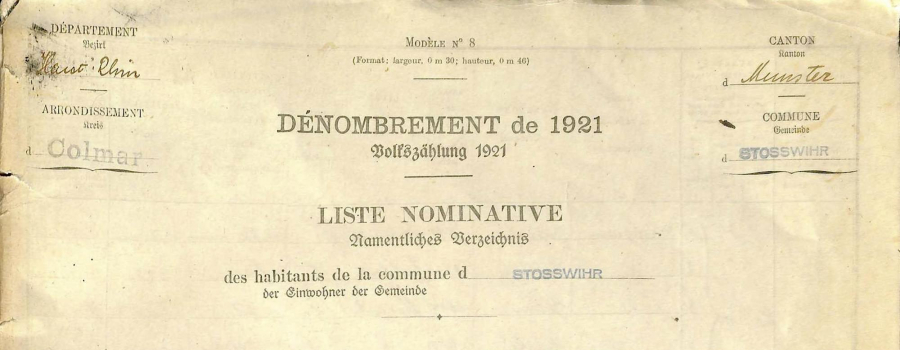 DÉPARTEMENT
Bezirk
Haut-Rhin
ARRONDISSEMENT
Kreis
d Colmar
MODÈLE N° 8
(Format: largeur, 0 m 30; hauteur, 0 m 46)
DÉNOMBREMENT de 1921
Volkszählung 1921
LISTE NOMINATIVE
Namentliches Verzeichnis
des habitants de la commune d STOSSWIHR
der Einwohner der Gemeinde
CANTON
Kanton
d Munster
COMMUNE
Gemeinde
d STOSSWIHR